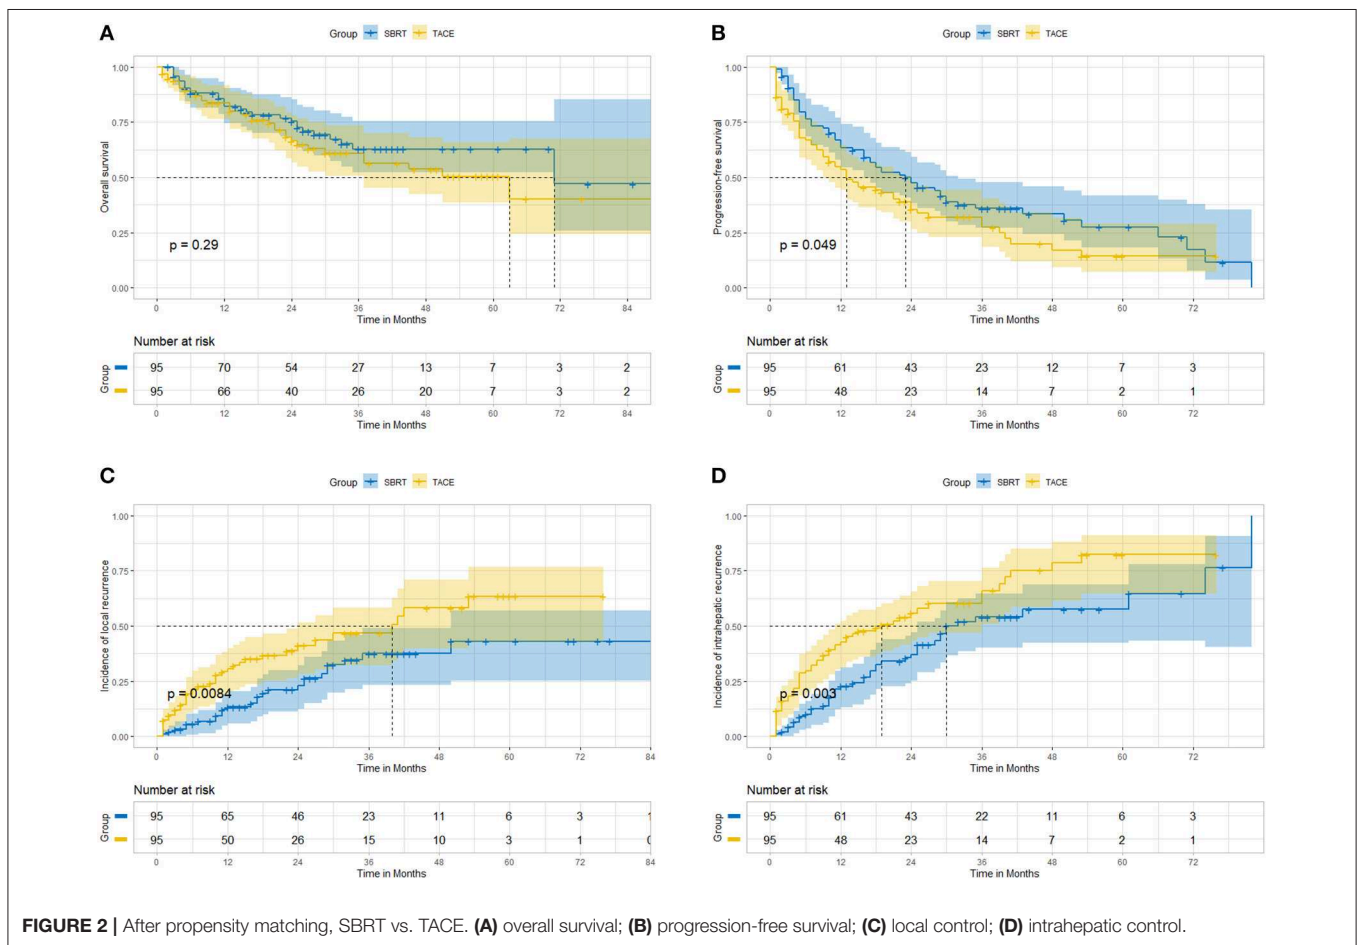 A
Group SBRT TACE
Overall survival
1.00
0.75
0.50
0.25
0.00
p = 0.29
0 12 24 36 48 60 72 84
Time in Months
Number at risk
Group
95 70 54 27 13 7 3 2
95 66 40 26 20 7 3 2
0 12 24 36 48 60 72 84
Time in Months
B
Group SBRT TACE
Progression-free survival
1.00
0.75
0.50
0.25
0.00
p = 0.049
0 12 24 36 48 60 72
Time in Months
Number at risk
Group
95 61 43 23 12 7 3
95 48 23 14 7 2 1
0 12 24 36 48 60 72
Time in Months
C
Group SBRT TACE
Incidence of local recurrence
1.00
0.75
0.50
0.25
0.00
p = 0.0084
0 12 24 36 48 60 72 84
Time in Months
Number at risk
Group
95 65 46 23 11 6 3 1
95 50 26 15 10 3 1 0
0 12 24 36 48 60 72 84
Time in Months
D
Group SBRT TACE
Incidence of intrahepatic recurrence
1.00
0.75
0.50
0.25
0.00
p = 0.003
0 12 24 36 48 60 72
Time in Months
Number at risk
Group
95 61 43 22 11 6 3
95 48 23 14 7 2 1
0 12 24 36 48 60 72
Time in Months
FIGURE 2 | After propensity matching, SBRT vs. TACE. (A) overall survival; (B) progression-free survival; (C) local control; (D) intrahepatic control.